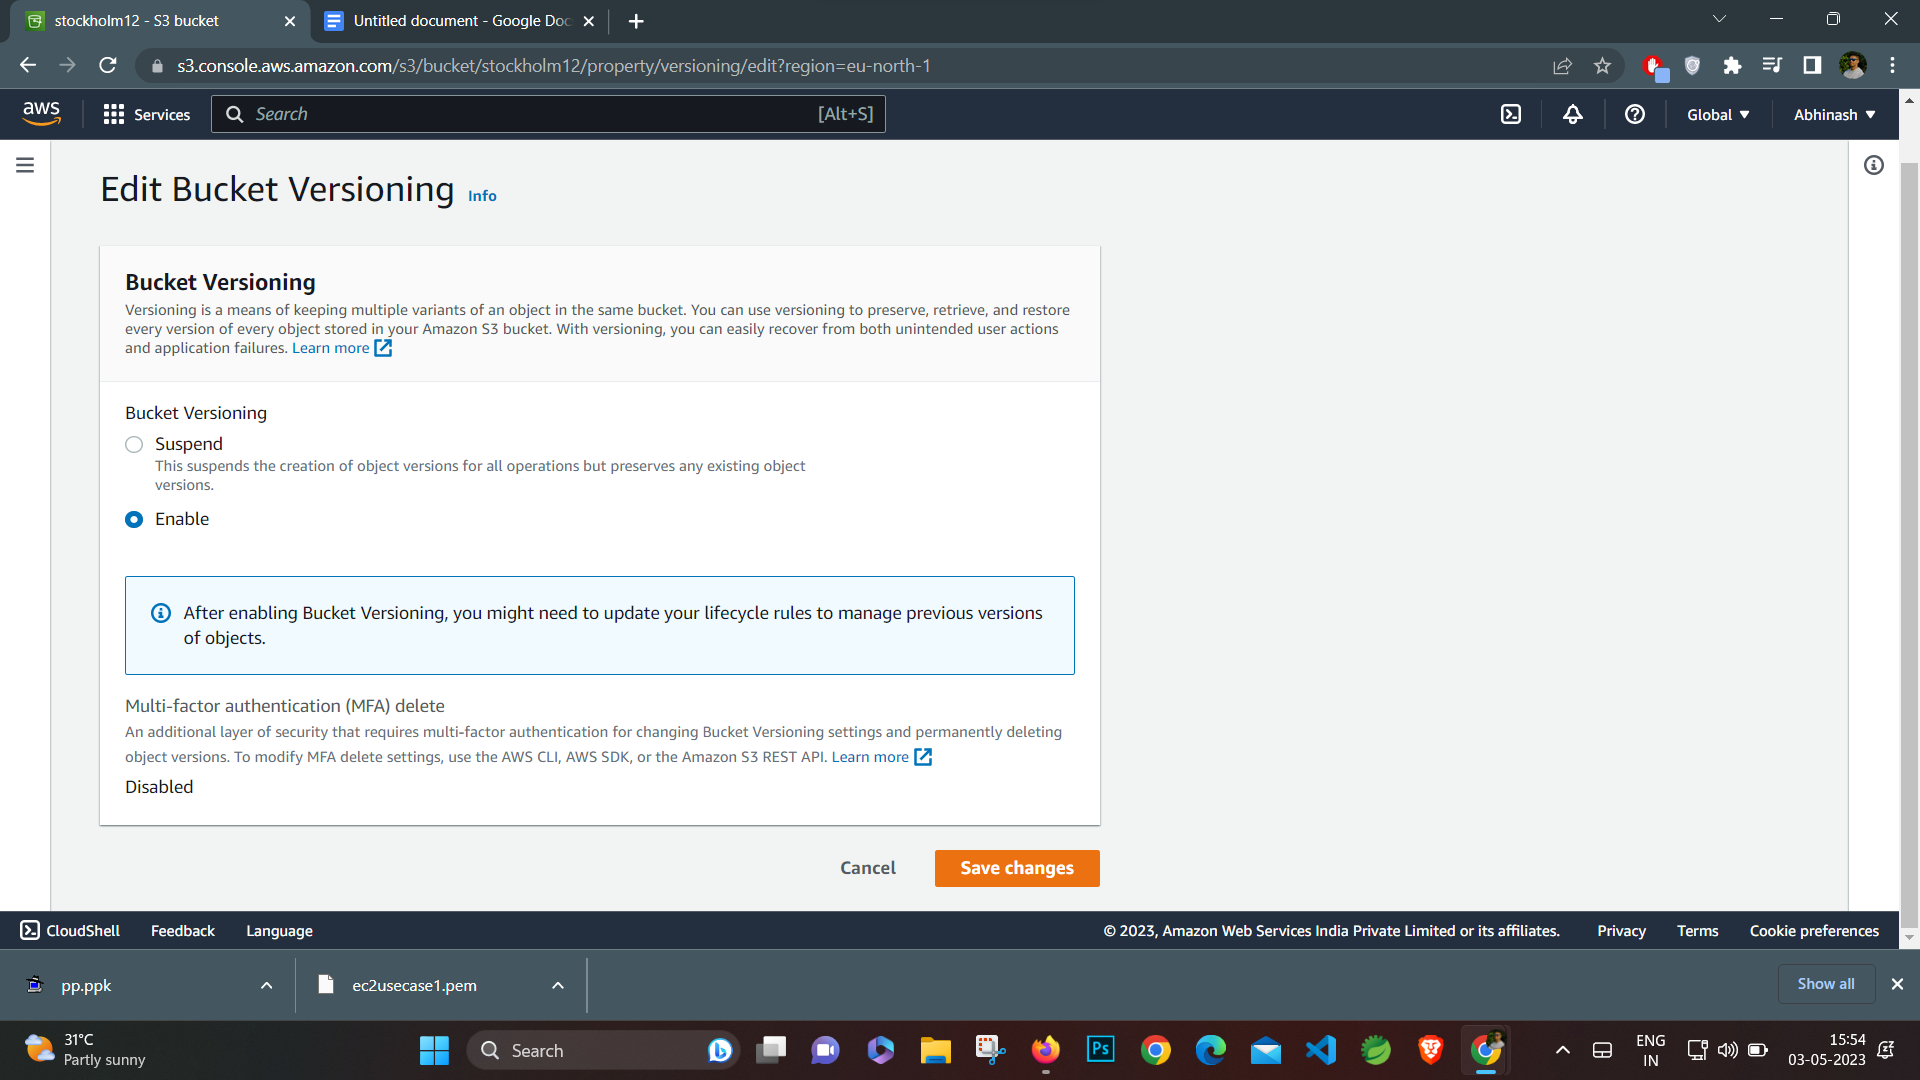 stockholm12 - S3 bucket
Untitled document - Google Doc
s3.console.aws.amazon.com/s3/bucket/stockholm12/property/versioning/edit?region=eu-north-1
aws
Services
Search
[Alt+S]
Global
Abhinash
Edit Bucket Versioning
Info
Bucket Versioning
Versioning is a means of keeping multiple variants of an object in the same bucket. You can use versioning to preserve, retrieve, and restore
every version of every object stored in your Amazon S3 bucket. With versioning, you can easily recover from both unintended user actions
and application failures. Learn more
Bucket Versioning
Suspend
This suspends the creation of object versions for all operations but preserves any existing object
versions.
Enable
After enabling Bucket Versioning, you might need to update your lifecycle rules to manage previous versions
of objects.
Multi-factor authentication (MFA) delete
An additional layer of security that requires multi-factor authentication for changing Bucket Versioning settings and permanently deleting
object versions. To modify MFA delete settings, use the AWS CLI, AWS SDK, or the Amazon S3 REST API. Learn more
Disabled
Cancel
Save changes
CloudShell
Feedback
Language
© 2023, Amazon Web Services India Private Limited or its affiliates.
Privacy
Terms
Cookie preferences
pp.ppk
ec2usecase1.pem
Show all
31°C
Partly sunny
Search
Ps
ENG
IN
15:54
03-05-2023